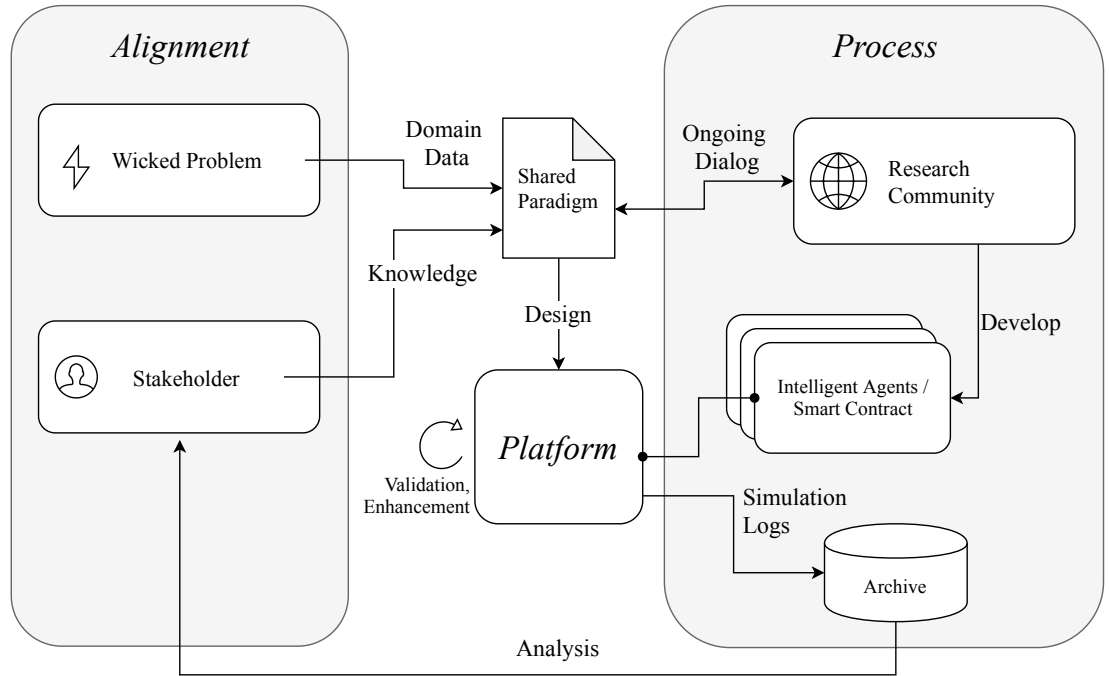 Alignment
Process
Wicked Problem
Domain
Data
Shared
Paradigm
Ongoing
Dialog
Research
Community
Knowledge
Design
Develop
Stakeholder
Intelligent Agents /
Smart Contract
Platform
Validation,
Enhancement
Simulation
Logs
Archive
Analysis